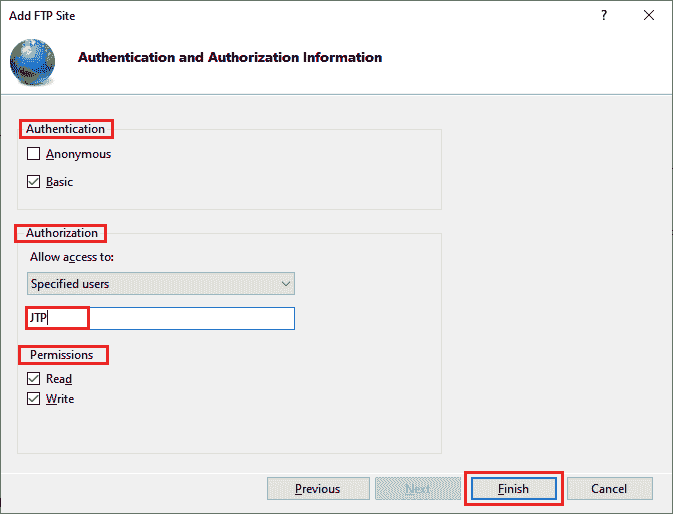 Add FTP Site
?
Authentication and Authorization Information
Authentication
Anonymous
Basic
Authorization
Allow access to:
Specified users
JTP
Permissions
Read
Write
Previous Next Finish Cancel